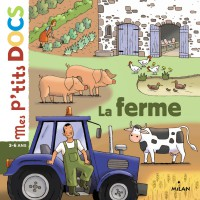 Mes p'tits DOCS
3-6 ANS
La ferme
MILAN